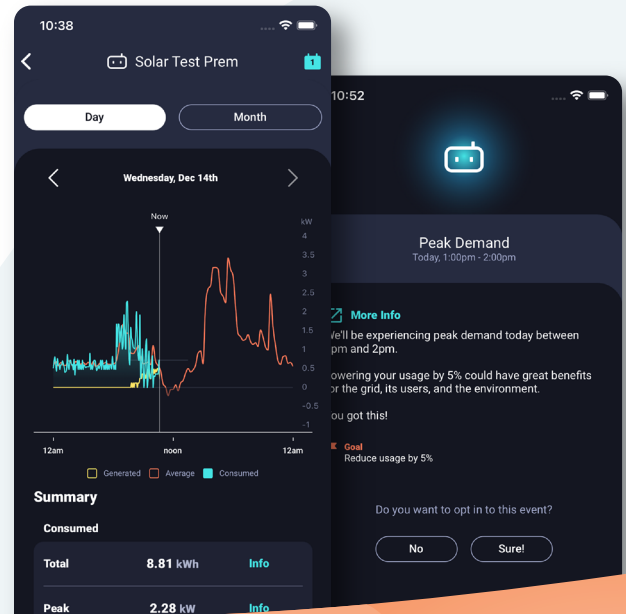 10:38
Solar Test Prem
1
Day
Month
Wednesday, Dec 14th
Now
kW
4
3.5
3
2.5
2
1.5
1
0.5
0
-0.5
-1
12am
noon
12am
Generated
Average
Consumed
Summary
Consumed
Total
8.81 kWh
Info
Peak
2.28 kW
Info
10:52
Peak Demand
Today, 1:00pm - 2:00pm
More Info
e'll be experiencing peak demand today between
pm and 2pm.
owering your usage by 5% could have great benefits
or the grid, its users, and the environment.
ou got this!
Goal
Reduce usage by 5%
Do you want to opt in to this event?
No
Sure!